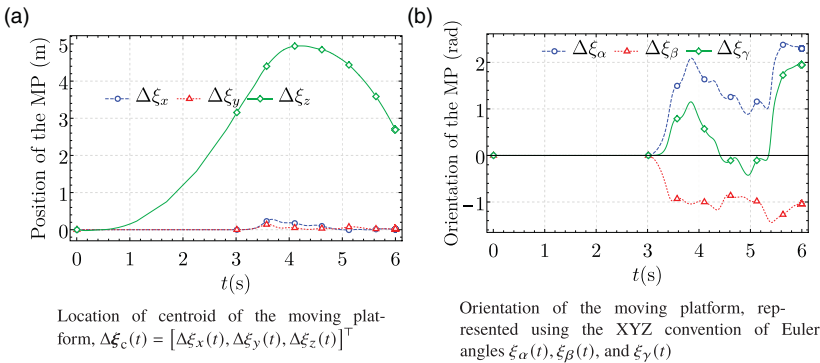 (a)
Position of the MP (m)
5
4
3
2
1
0
Δξx Δξy Δξz
0 1 2 3 4 5 6
t(s)
Location of centroid of the moving plat-
form, Δξc(t) = [Δξx(t), Δξy(t), Δξz(t)]⊤
(b)
Orientation of the MP (rad)
2
1
0
−1
Δξα Δξβ Δξγ
0 1 2 3 4 5 6
t(s)
Orientation of the moving platform, rep-
resented using the XYZ convention of Euler
angles ξα(t), ξβ(t), and ξγ(t)